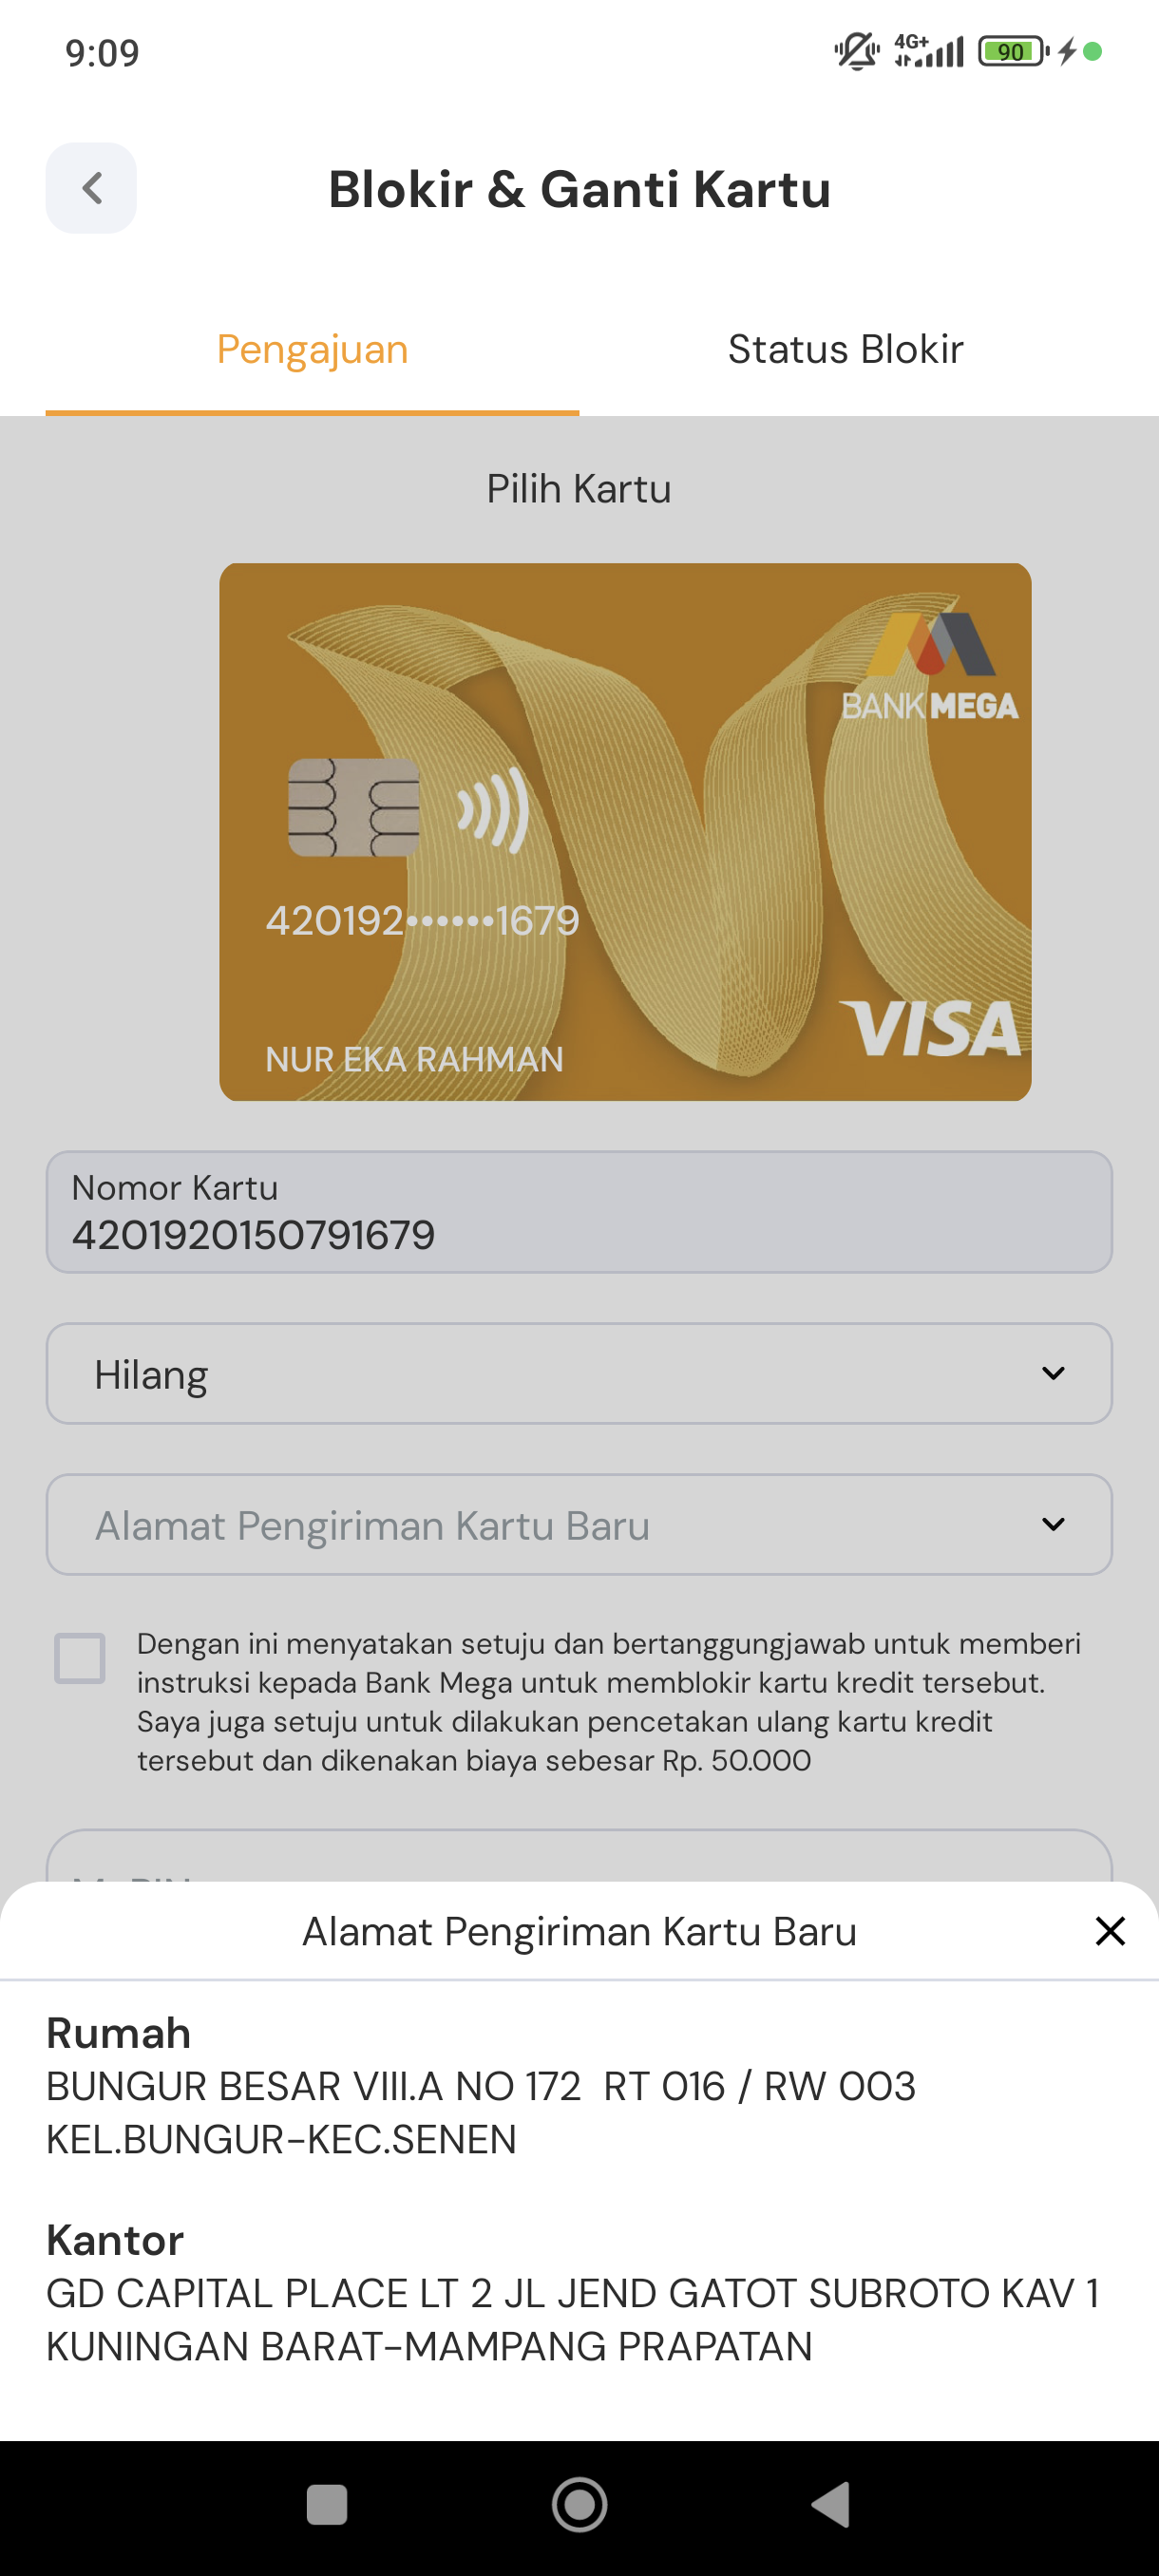 9:09
4G+
90
Blokir & Ganti Kartu
Pengajuan
Status Blokir
Pilih Kartu
BANK MEGA
420192••••••1679
VISA
NUR EKA RAHMAN
Nomor Kartu
4201920150791679
Hilang
Alamat Pengiriman Kartu Baru
Dengan ini menyatakan setuju dan bertanggungjawab untuk memberi
instruksi kepada Bank Mega untuk memblokir kartu kredit tersebut.
Saya juga setuju untuk dilakukan pencetakan ulang kartu kredit
tersebut dan dikenakan biaya sebesar Rp. 50.000
Alamat Pengiriman Kartu Baru
Rumah
BUNGUR BESAR VIII.A NO 172  RT 016 / RW 003
KEL.BUNGUR-KEC.SENEN
Kantor
GD CAPITAL PLACE LT 2 JL JEND GATOT SUBROTO KAV 1
KUNINGAN BARAT-MAMPANG PRAPATAN